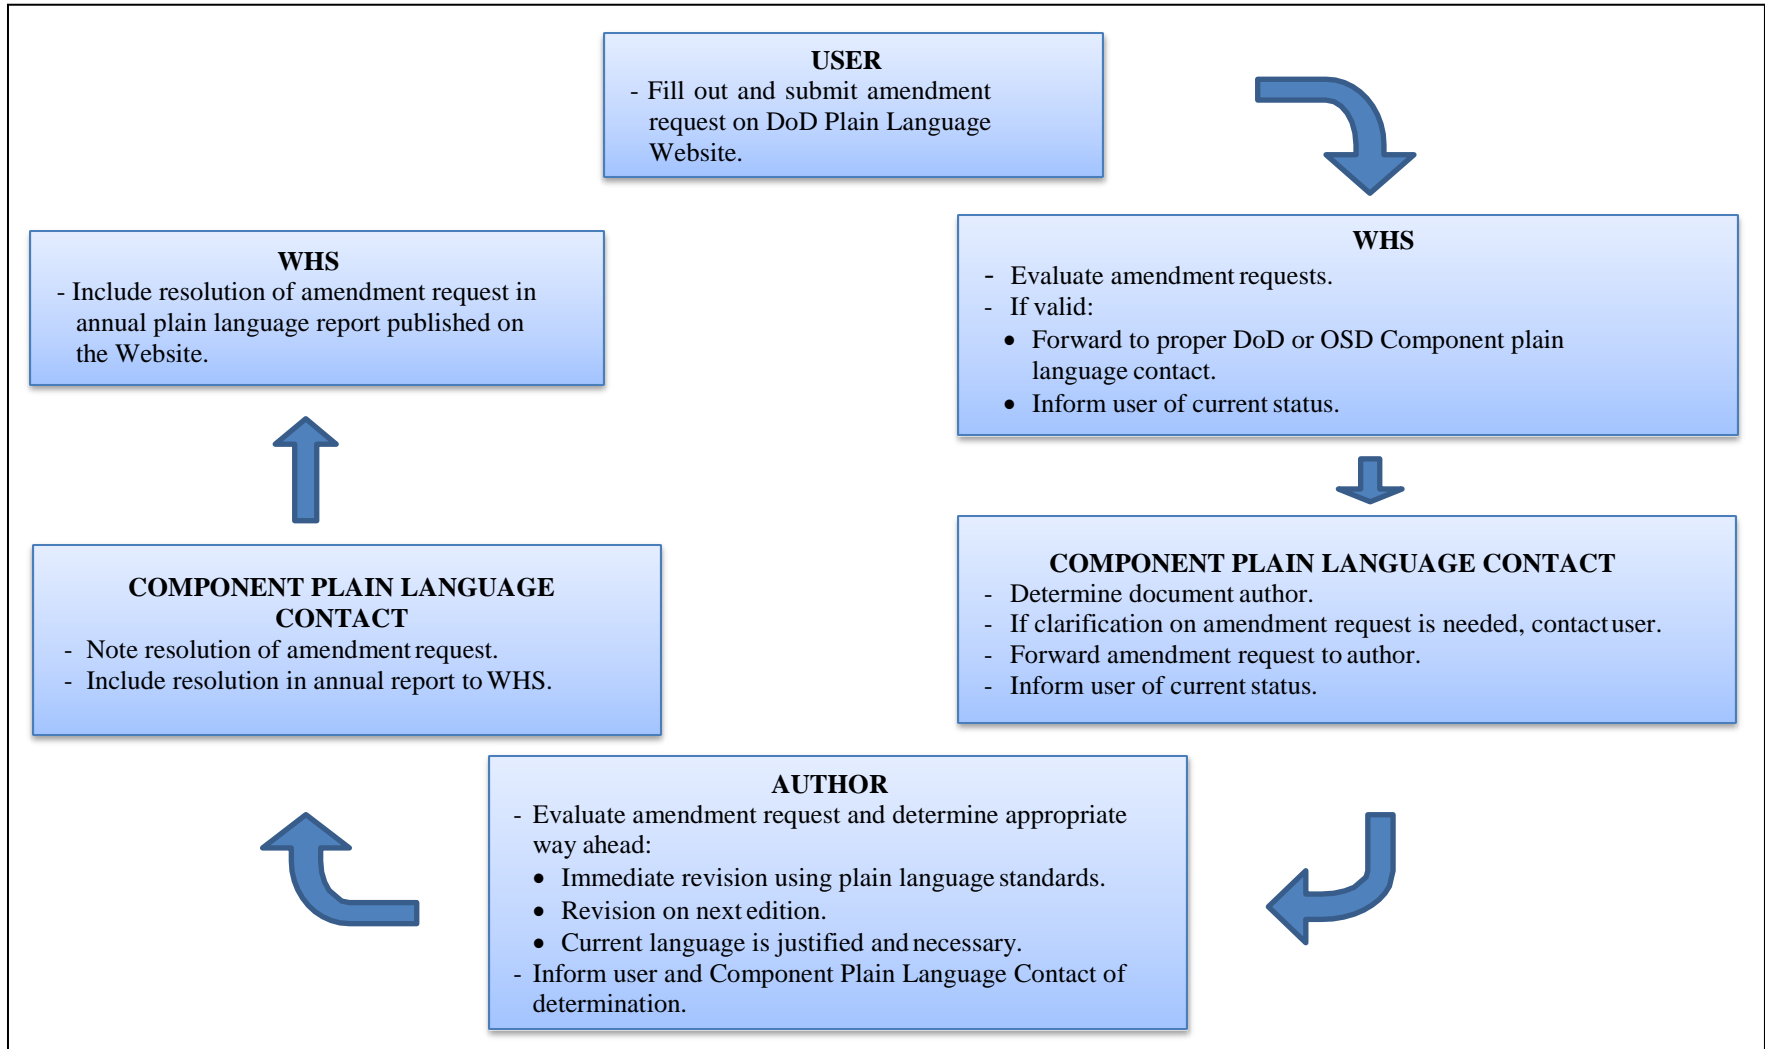 USER
- Fill out and submit amendment
request on DoD Plain Language
Website.
WHS
- Evaluate amendment requests.
- If valid:
• Forward to proper DoD or OSD Component plain
language contact.
• Inform user of current status.
COMPONENT PLAIN LANGUAGE CONTACT
- Determine document author.
- If clarification on amendment request is needed, contact user.
- Forward amendment request to author.
- Inform user of current status.
AUTHOR
- Evaluate amendment request and determine appropriate
way ahead:
• Immediate revision using plain language standards.
• Revision on next edition.
• Current language is justified and necessary.
- Inform user and Component Plain Language Contact of
determination.
COMPONENT PLAIN LANGUAGE
CONTACT
- Note resolution of amendment request.
- Include resolution in annual report to WHS.
WHS
- Include resolution of amendment request in
annual plain language report published on
the Website.